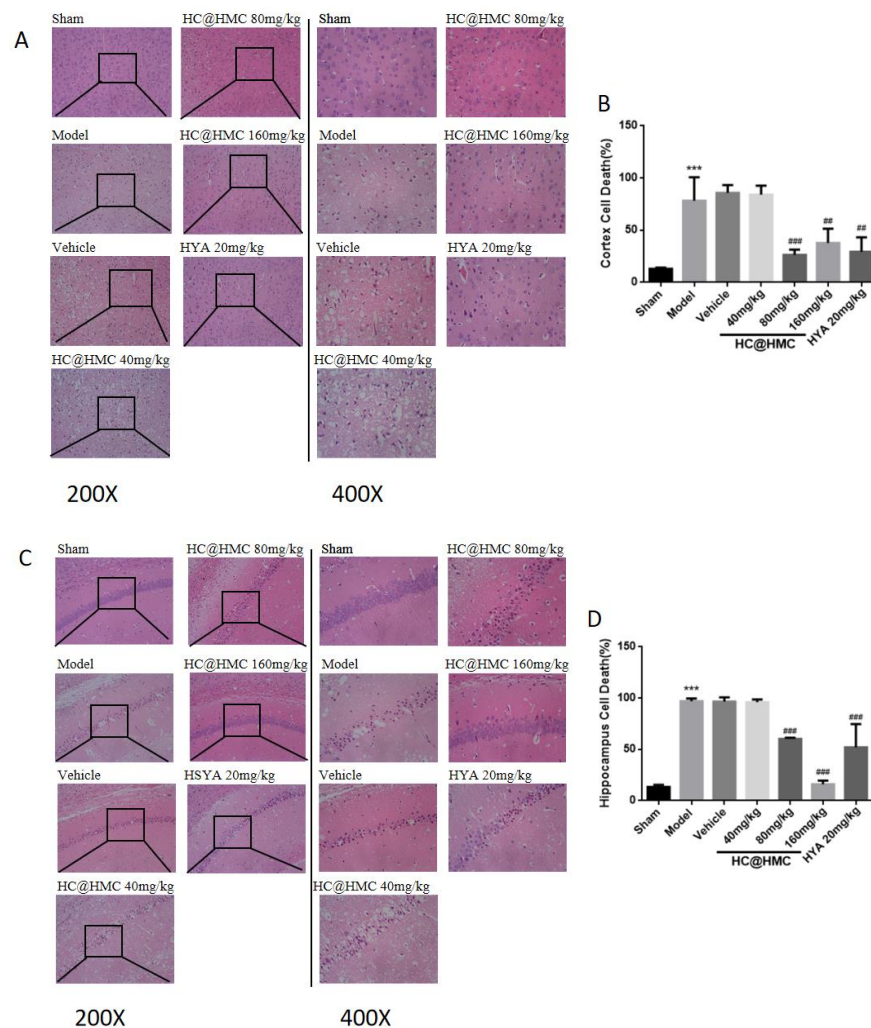 A
Sham
HC@HMC 80mg/kg
Sham
HC@HMC 80mg/kg
Model
HC@HMC 160mg/kg
Model
HC@HMC 160mg/kg
Vehicle
HYA 20mg/kg
Vehicle
HYA 20mg/kg
HC@HMC 40mg/kg
HC@HMC 40mg/kg
200X
400X
B
Cortex Cell Death(%)
150
100
50
0
***
###
##
##
Sham
Model
Vehicle
40mg/kg
80mg/kg
160mg/kg
HYA 20mg/kg
HC@HMC
C
Sham
HC@HMC 80mg/kg
Sham
HC@HMC 80mg/kg
Model
HC@HMC 160mg/kg
Model
HC@HMC 160mg/kg
Vehicle
HSYA 20mg/kg
Vehicle
HYA 20mg/kg
HC@HMC 40mg/kg
HC@HMC 40mg/kg
200X
400X
D
Hippocampus Cell Death(%)
150
100
50
0
***
###
###
###
Sham
Model
Vehicle
40mg/kg
80mg/kg
160mg/kg
HYA 20mg/kg
HC@HMC